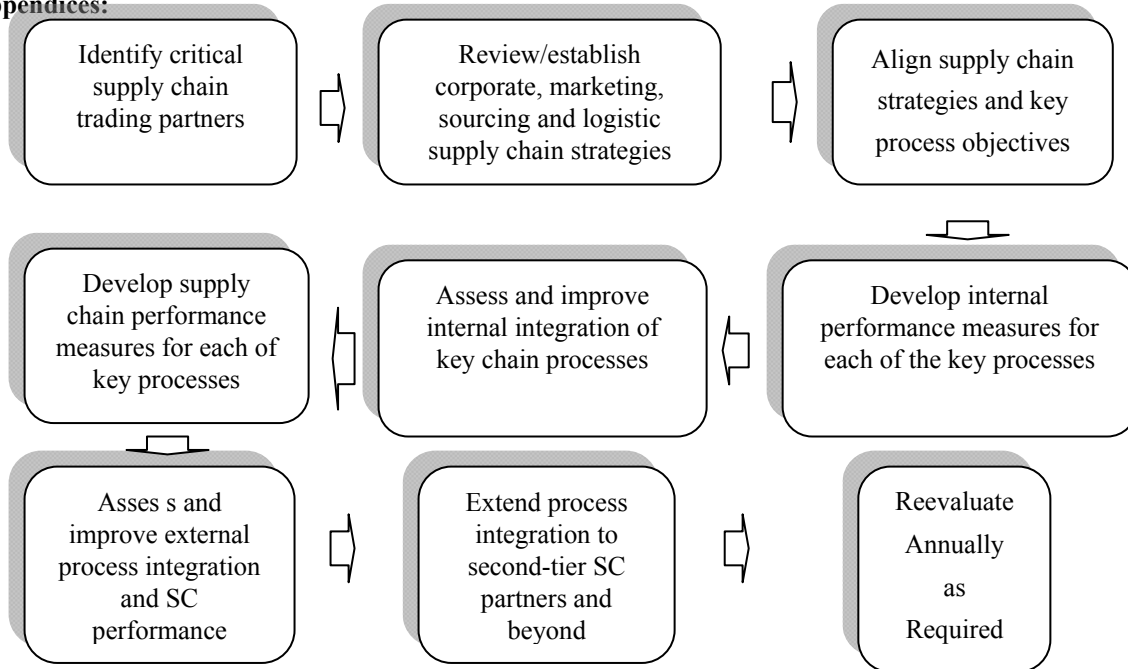 ppendices:
Identify critical
supply chain
trading partners
Review/establish
corporate, marketing,
sourcing and logistic
supply chain strategies
Align supply chain
strategies and key
process objectives
Develop internal
performance measures for
each of the key processes
Assess and improve
internal integration of
key chain processes
Develop supply
chain performance
measures for each of
key processes
Asses s and
improve external
process integration
and SC
performance
Extend process
integration to
second-tier SC
partners and
beyond
Reevaluate
Annually
as
Required